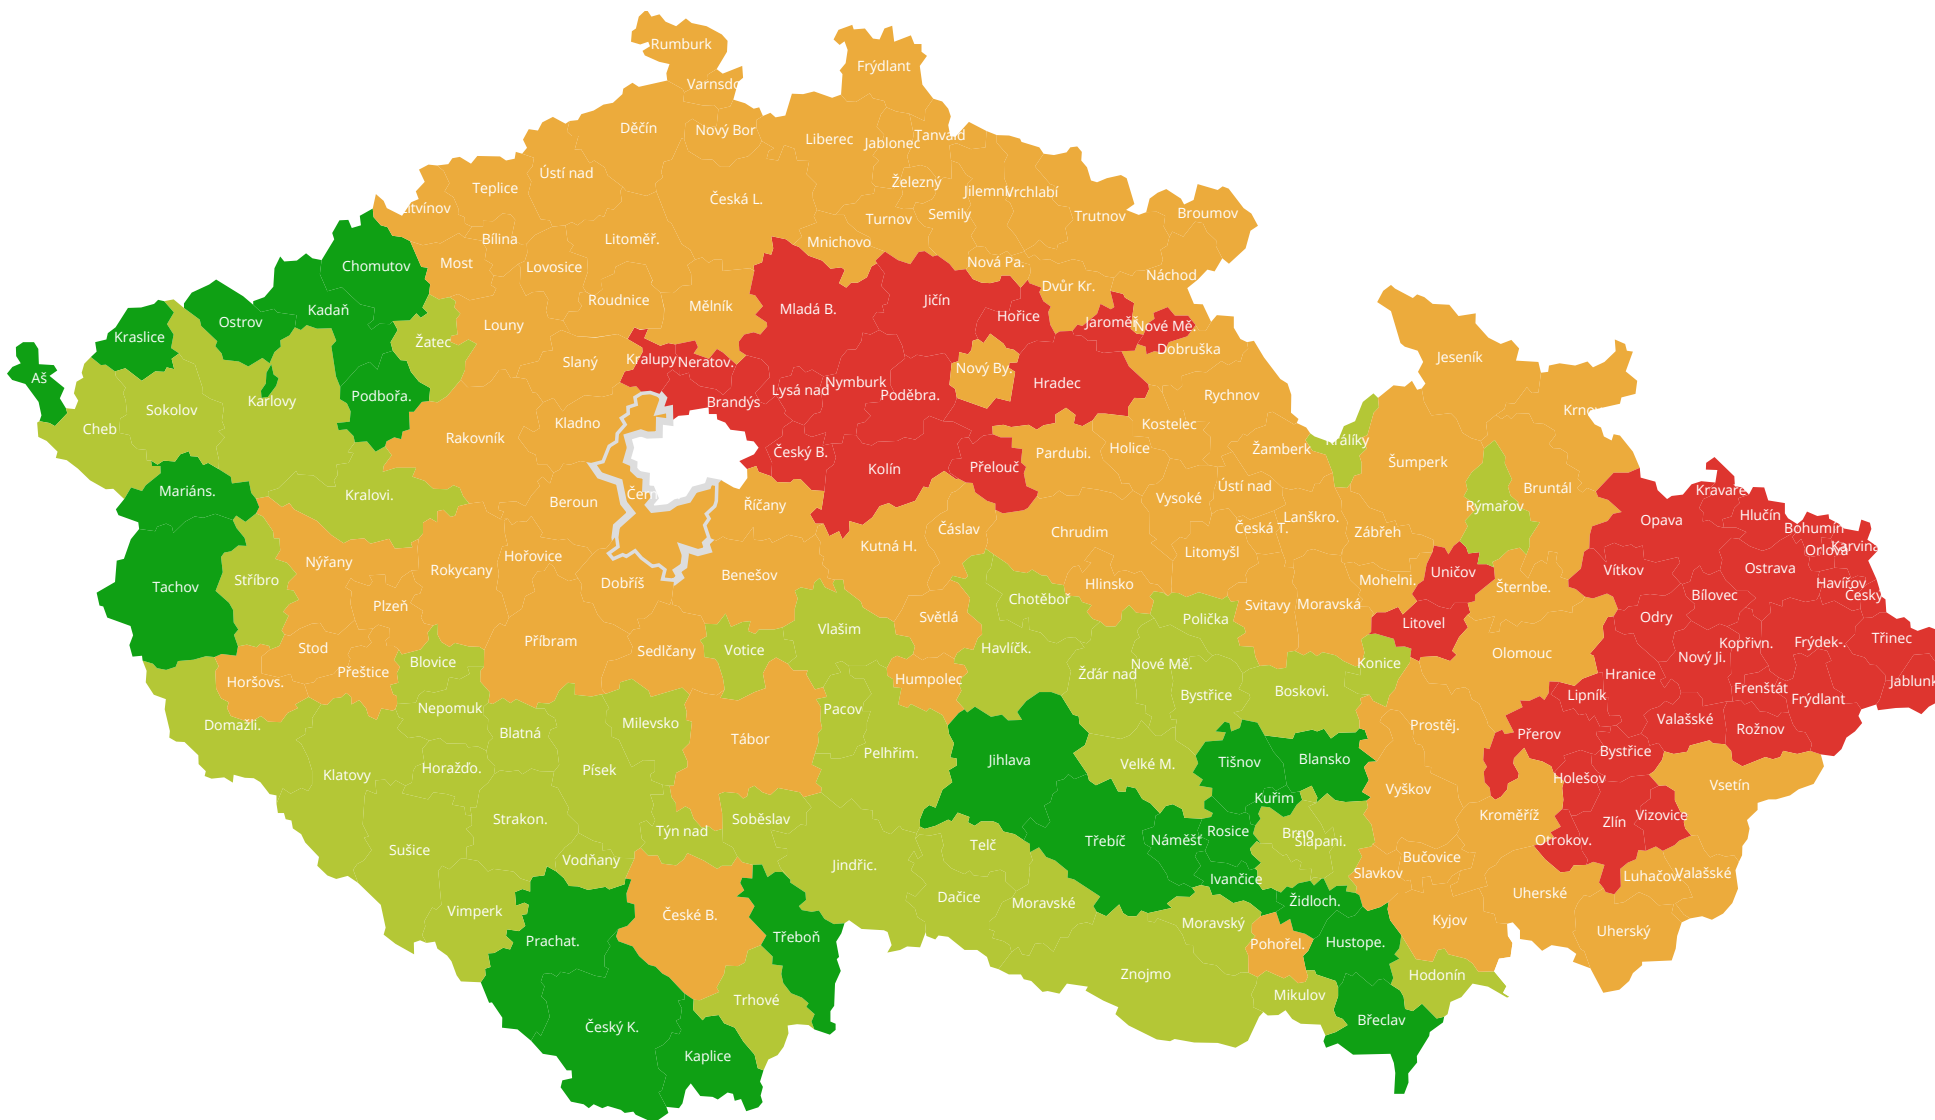 Rumburk
Frýdlant
Varnsdo
Děčín
Nový Bor
Liberec
Jablonec
Tanvald
Ústí nad
Teplice
Železný
Jilemni
Vrchlabí
Česká L.
Litvínov
Turnov
Semily
Trutnov
Broumov
Bílina
Litoměř.
Mnichovo
Most
Lovosice
Nová Pa.
Chomutov
Náchod
Dvůr Kr.
Roudnice
Mělník
Mladá B.
Jičín
Kadaň
Ostrov
Hořice
Jaroměř
Nové Mě.
Louny
Kraslice
Žatec
Dobruška
Jeseník
Slaný
Kralupy
Neratov.
Nový By.
Aš
Nymburk
Hradec
Lysá nad
Poděbra.
Podbořa.
Rychnov
Karlovy
Brandýs
Sokolov
Krnov
Kladno
Kostelec
Cheb
Rakovník
Králíky
Holice
Žamberk
Český B.
Pardubi.
Kolín
Přelouč
Šumperk
Ústí nad
Bruntál
Mariáns.
Kralovi.
Čern
Kravaře
Vysoké
Beroun
Říčany
Rýmařov
Hlučín
Lanškro.
Opava
Česká T.
Bohumín
Čáslav
Chrudim
Zábřeh
Kutná H.
Karviná
Orlová
Litomyšl
Hořovice
Nýřany
Rokycany
Ostrava
Vítkov
Uničov
Benešov
Stříbro
Mohelni.
Dobříš
Hlinsko
Havířov
Tachov
Šternbe.
Bílovec
Český
Chotěboř
Plzeň
Svitavy
Moravská
Světlá
Odry
Polička
Litovel
Vlašim
Třinec
Příbram
Frýdek-.
Kopřivn.
Stod
Havlíčk.
Votice
Sedlčany
Olomouc
Nový Ji.
Blovice
Konice
Nové Mě.
Přeštice
Žďár nad
Hranice
Humpolec
Horšovs.
Jablunk
Frenštát
Boskovi.
Bystřice
Lipník
Frýdlant
Nepomuk
Pacov
Valašské
Milevsko
Domažli.
Prostěj.
Rožnov
Blatná
Přerov
Tábor
Bystřice
Pelhřim.
Jihlava
Blansko
Tišnov
Velké M.
Horažďo.
Písek
Klatovy
Holešov
Vsetín
Vyškov
Kuřim
Kroměříž
Vizovice
Strakon.
Soběslav
Zlín
Týn nad
Rosice
Brno
Třebíč
Náměšť
Šlapani.
Otrokov.
Telč
Sušice
Bučovice
Vodňany
Jindřic.
Slavkov
Valašské
Luhačov.
Ivančice
Uherské
Dačice
Židloch.
Moravské
Vimperk
České B.
Kyjov
Moravský
Uherský
Třeboň
Prachat.
Hustope.
Pohořel.
Znojmo
Hodonín
Mikulov
Trhové
Břeclav
Český K.
Kaplice